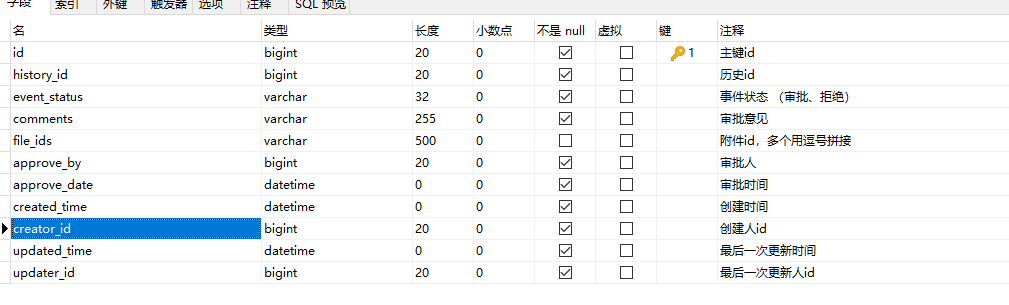 字段 索引 外键 触发器 选项 注释 SQL 预览
名 类型 长度 小数点 不是 null 虚拟 键 注释
id bigint 20 0 1 主键id
history_id bigint 20 0 历史id
event_status varchar 32 0 事件状态 （审批、拒绝）
comments varchar 255 0 审批意见
file_ids varchar 500 0 附件id，多个用逗号拼接
approve_by bigint 20 0 审批人
approve_date datetime 0 0 审批时间
created_time datetime 0 0 创建时间
creator_id bigint 20 0 创建人id
updated_time datetime 0 0 最后一次更新时间
updater_id bigint 20 0 最后一次更新人id